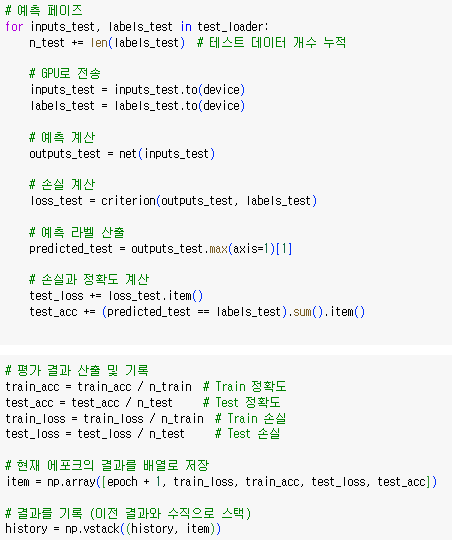 # 예측 페이즈
for inputs_test, labels_test in test_loader:
    n_test += len(labels_test)  # 테스트 데이터 개수 누적
    # GPU로 전송
    inputs_test = inputs_test.to(device)
    labels_test = labels_test.to(device)
    # 예측 계산
    outputs_test = net(inputs_test)
    # 손실 계산
    loss_test = criterion(outputs_test, labels_test)
    # 예측 라벨 산출
    predicted_test = outputs_test.max(axis=1)[1]
    # 손실과 정확도 계산
    test_loss += loss_test.item()
    test_acc += (predicted_test == labels_test).sum().item()
# 평가 결과 산출 및 기록
train_acc = train_acc / n_train  # Train 정확도
test_acc = test_acc / n_test     # Test 정확도
train_loss = train_loss / n_train  # Train 손실
test_loss = test_loss / n_test     # Test 손실
# 현재 에포크의 결과를 배열로 저장
item = np.array([epoch + 1, train_loss, train_acc, test_loss, test_acc])
# 결과를 기록 (이전 결과와 수직으로 스택)
history = np.vstack((history, item))